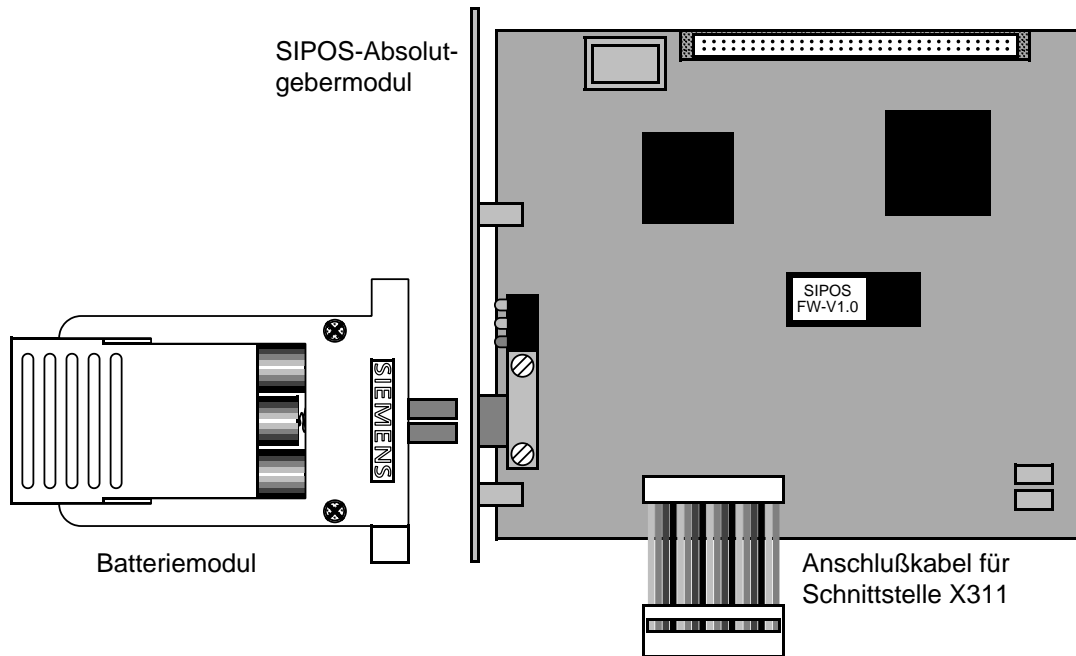 SIPOS-Absolut-
gebermodul
SIPOS
FW-V1.0
SIEMENS
Batteriemodul
Anschlußkabel für
Schnittstelle X311